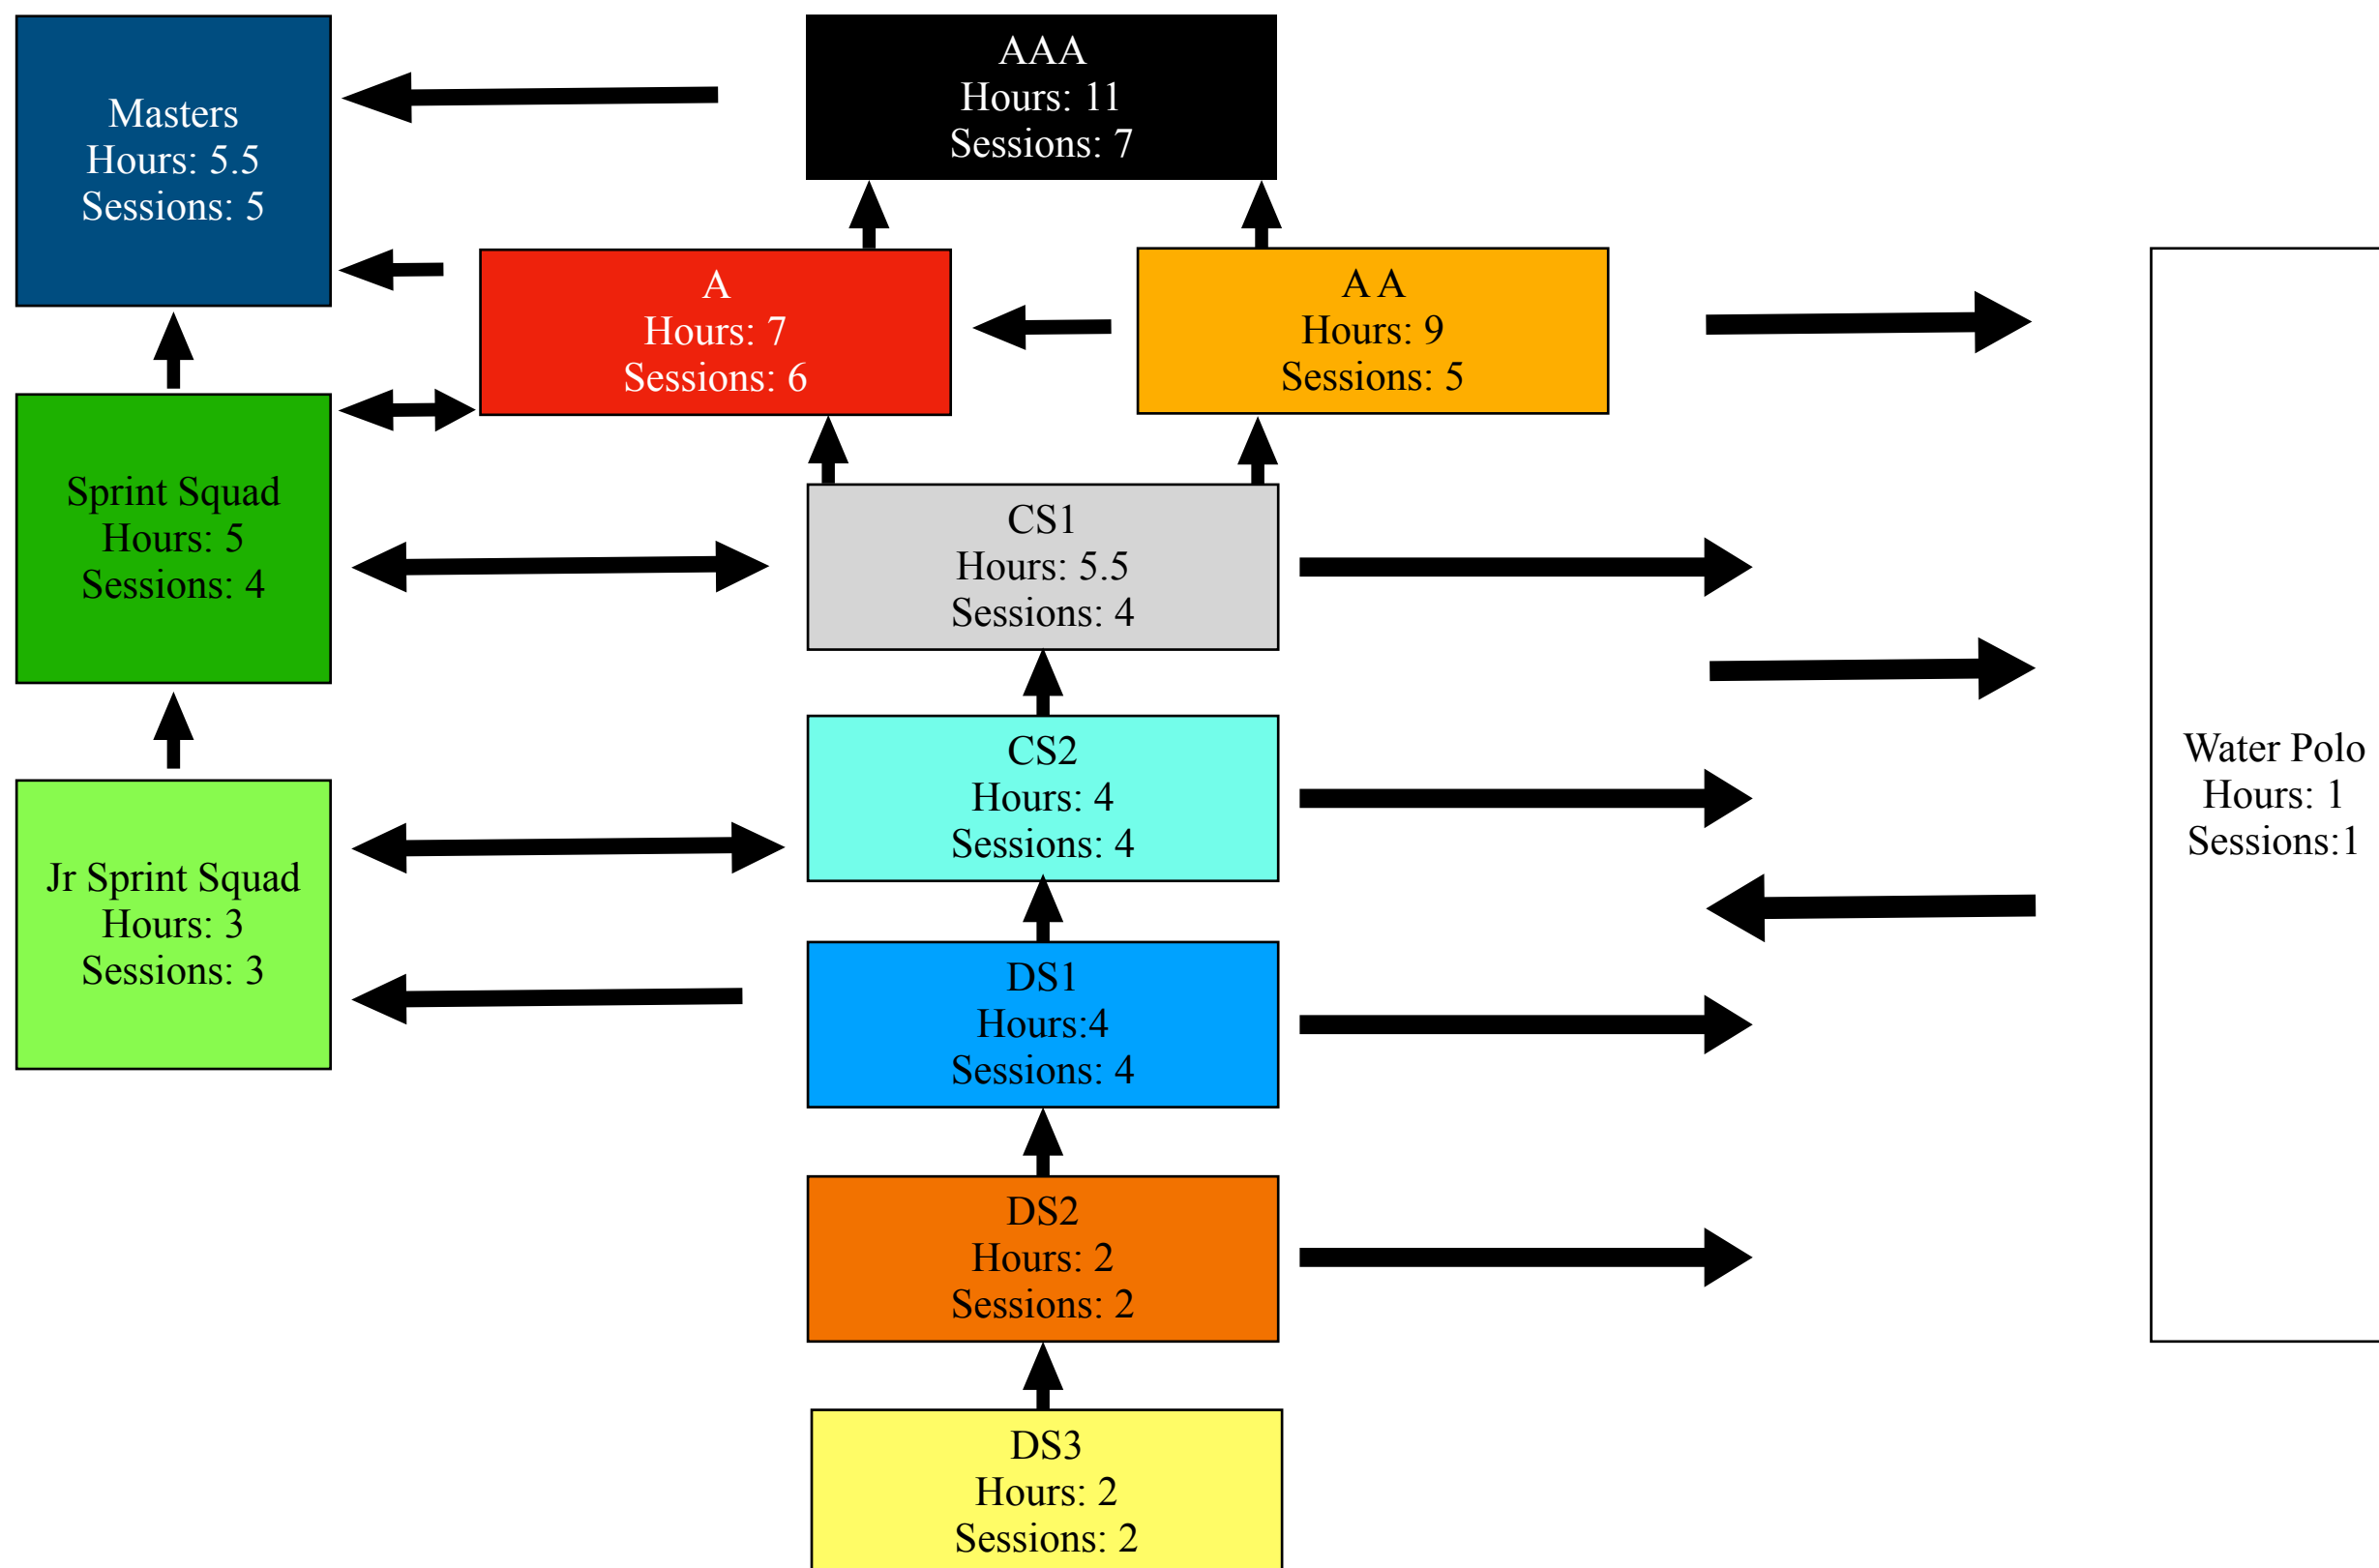 Masters
Hours: 5.5
Sessions: 5
AAA
Hours: 11
Sessions: 7
A
Hours: 7
Sessions: 6
A A
Hours: 9
Sessions: 5
Sprint Squad
Hours: 5
Sessions: 4
CS1
Hours: 5.5
Sessions: 4
CS2
Hours: 4
Sessions: 4
Water Polo
Hours: 1
Sessions:1
Jr Sprint Squad
Hours: 3
Sessions: 3
DS1
Hours:4
Sessions: 4
DS2
Hours: 2
Sessions: 2
DS3
Hours: 2
Sessions: 2